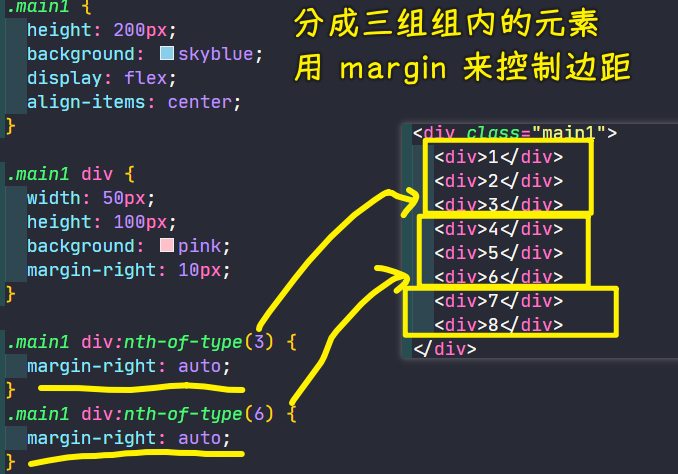 .main1 {
height: 200px;
background: skyblue;
display: flex;
align-items: center;
}
.main1 div {
width: 50px;
height: 100px;
background: pink;
margin-right: 10px;
}
.main1 div:nth-of-type(3) {
margin-right: auto;
}
.main1 div:nth-of-type(6) {
margin-right: auto;
}
分成三组组内的元素
用 margin 来控制边距
<div class="main1">
<div>1</div>
<div>2</div>
<div>3</div>
<div>4</div>
<div>5</div>
<div>6</div>
<div>7</div>
<div>8</div>
</div>